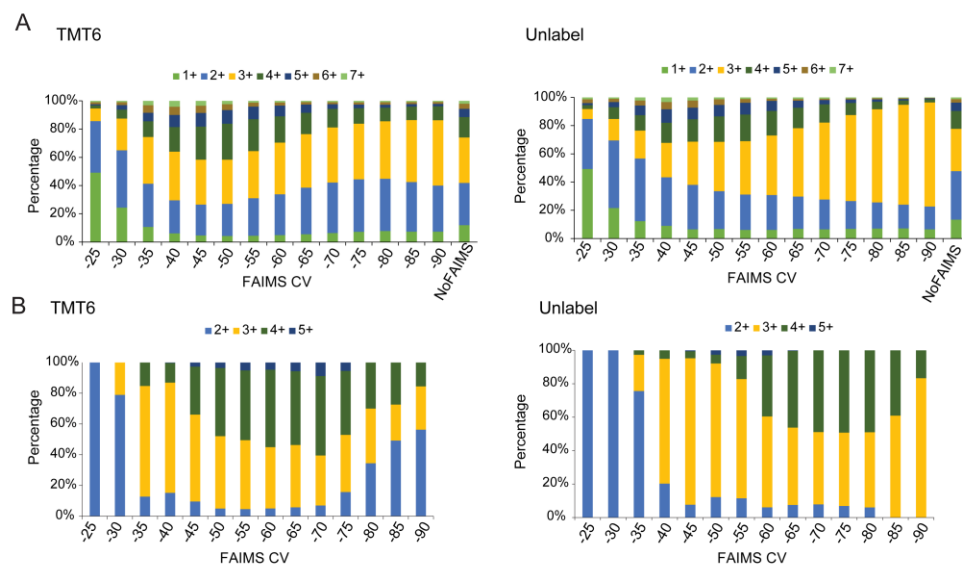 A
TMT6
Unlabel
1+ 2+ 3+ 4+ 5+ 6+ 7+
1+ 2+ 3+ 4+ 5+ 6+ 7+
100%
80%
60%
40%
20%
0%
Percentage
-25 -30 -35 -40 -45 -50 -55 -60 -65 -70 -75 -80 -85 -90 NoFAIMS
FAIMS CV
100%
80%
60%
40%
20%
0%
Percentage
-25 -30 -35 -40 -45 -50 -55 -60 -65 -70 -75 -80 -85 -90 NoFAIMS
FAIMS CV
B
TMT6
Unlabel
2+ 3+ 4+ 5+
2+ 3+ 4+ 5+
100%
80%
60%
40%
20%
0%
Percentage
-25 -30 -35 -40 -45 -50 -55 -60 -65 -70 -75 -80 -85 -90
FAIMS CV
100%
80%
60%
40%
20%
0%
Percentage
-25 -30 -35 -40 -45 -50 -55 -60 -65 -70 -75 -80 -85 -90
FAIMS CV